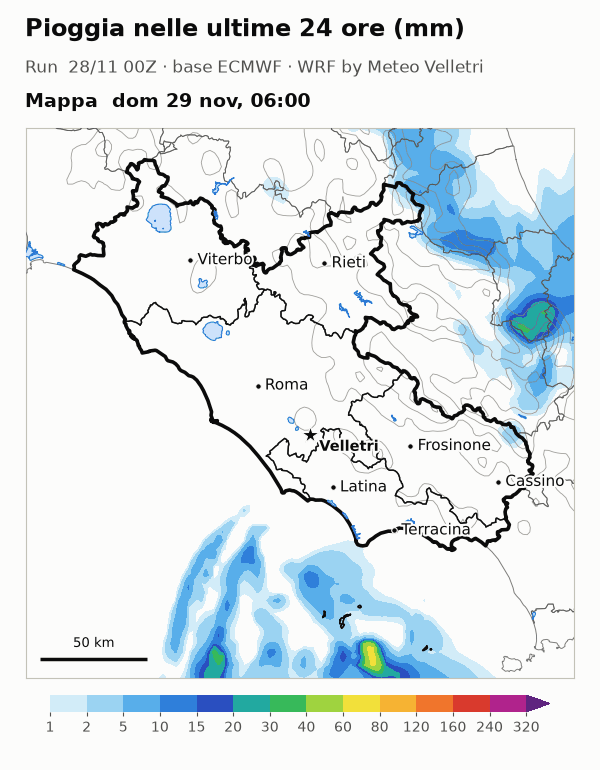 Pioggia nelle ultime 24 ore (mm)
Run 28/11 00Z · base ECMWF · WRF by Meteo Velletri
Mappa dom 29 nov, 06:00
Viterbo
Rieti
Roma
Velletri
Frosinone
Latina
Cassino
Terracina
50 km
1 2 5 10 15 20 30 40 60 80 120 160 240 320